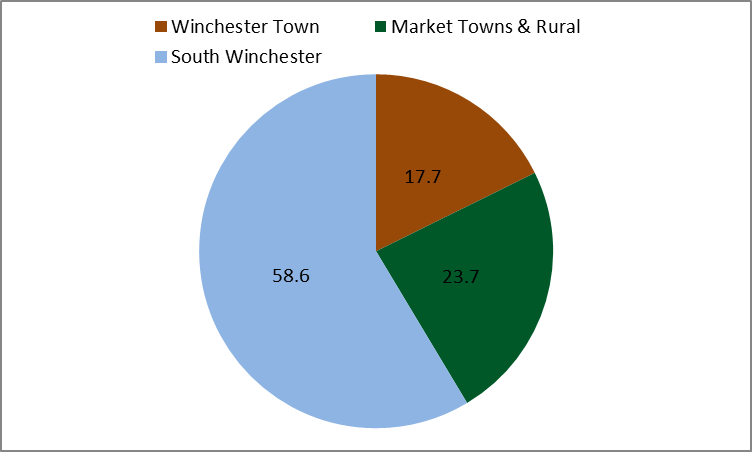 Winchester Town
Market Towns & Rural
South Winchester
17.7
23.7
58.6